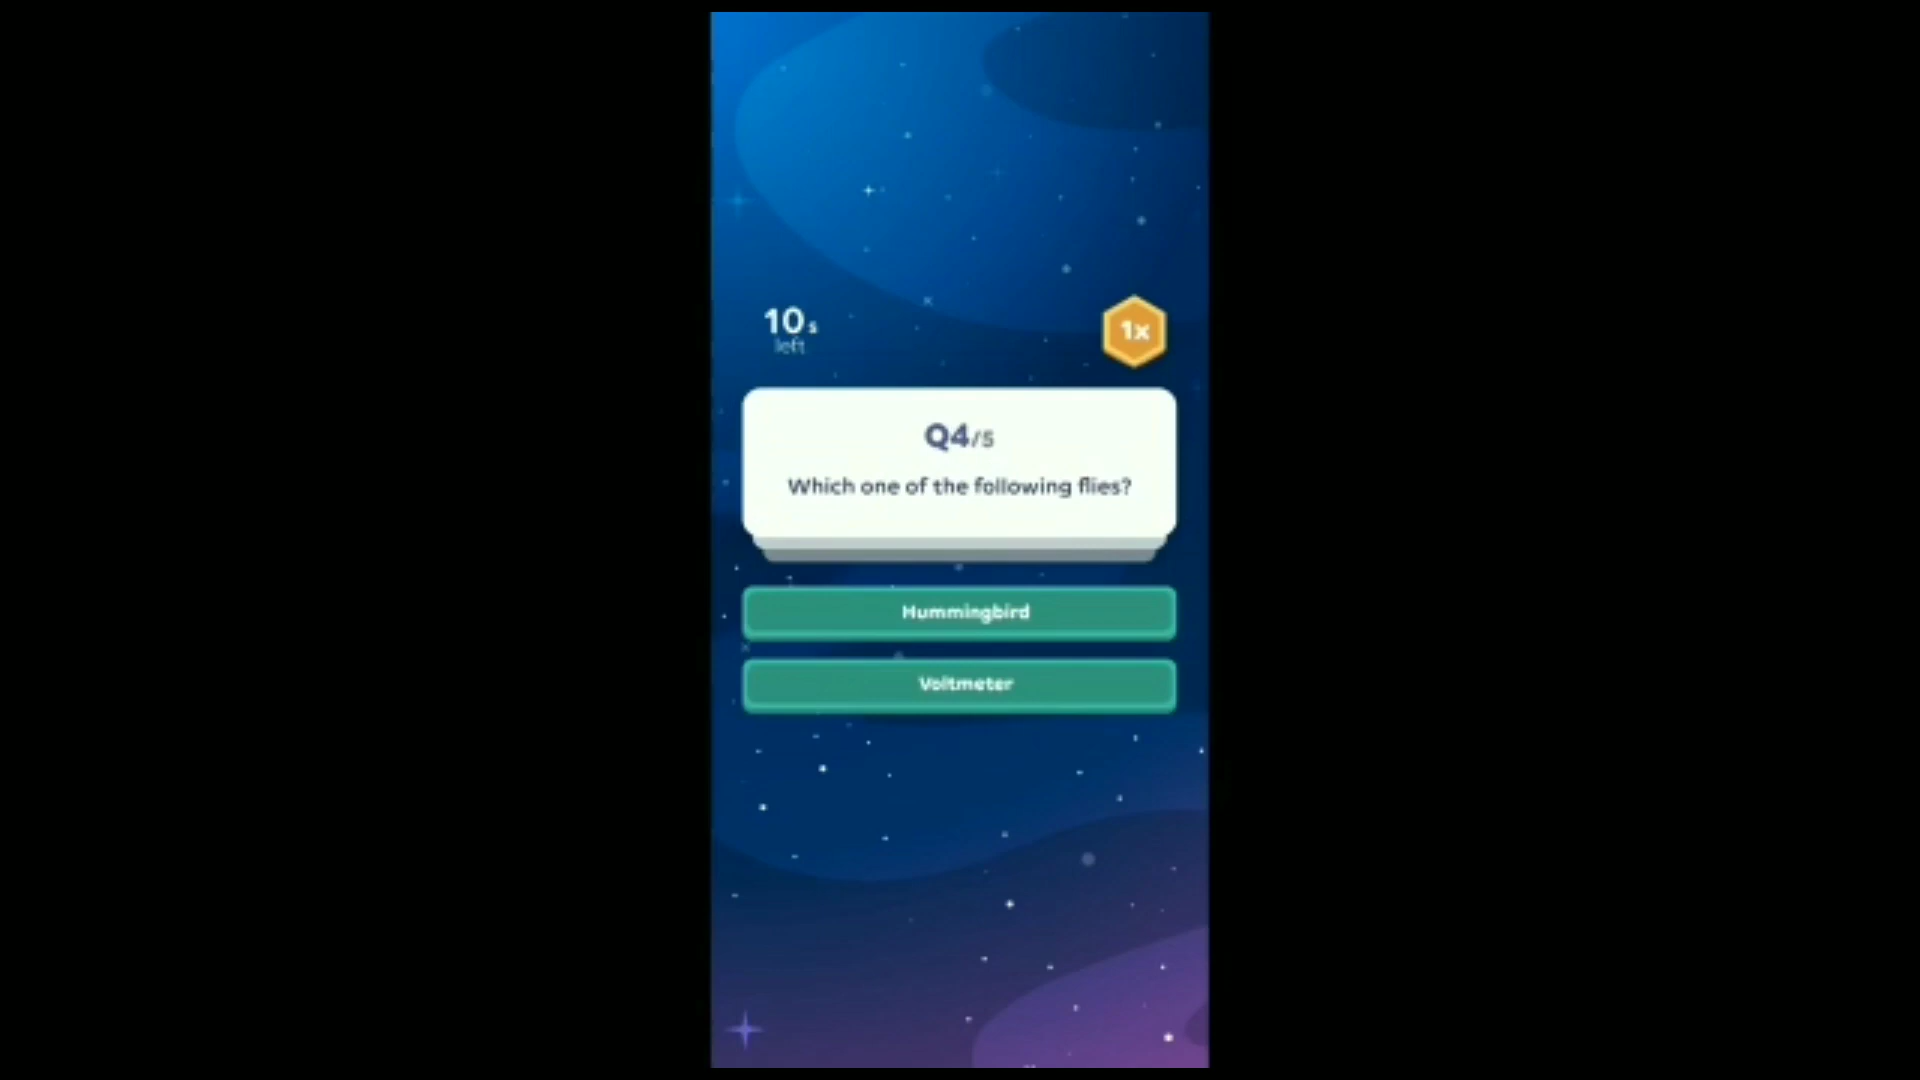 10s
left
1x
Q4/5
Which one of the following flies?
Hummingbird
Voltmeter